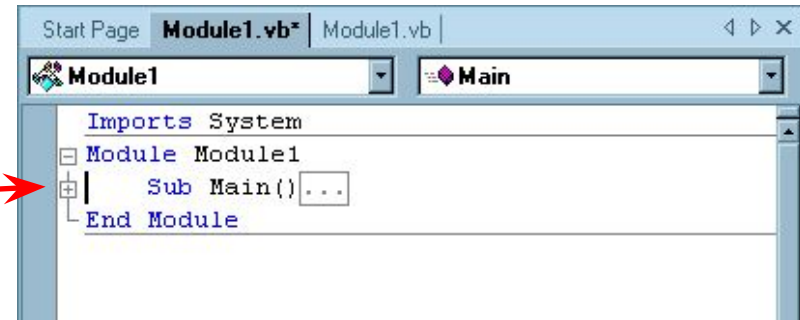 Start Page Module1.vb* Module1.vb
Module1 Main
Imports System
Module Module1
Sub Main()...
End Module